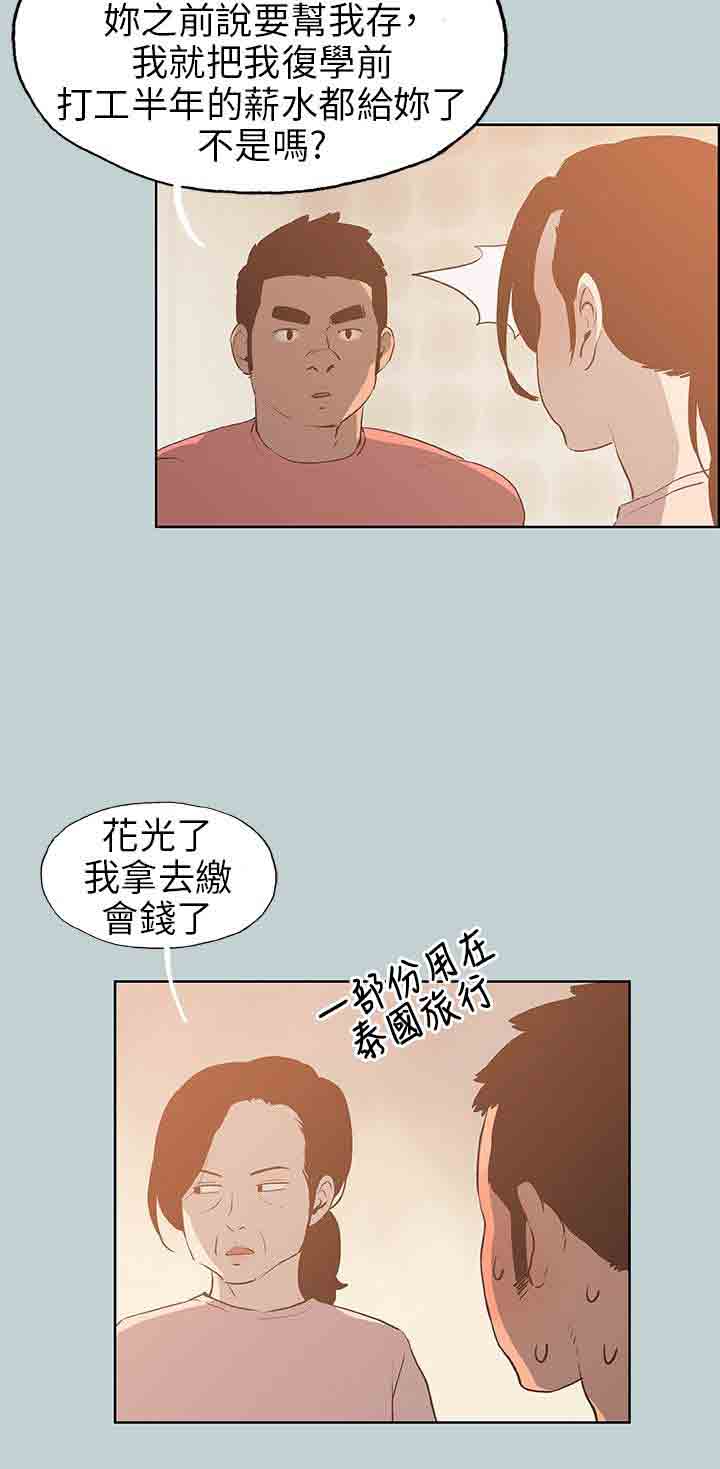 妳之前說要幫我存，
我就把我復學前
打工半年的薪水都給妳了
不是嗎？
花光了
我拿去繳
會錢了
一部份用在
泰國旅行